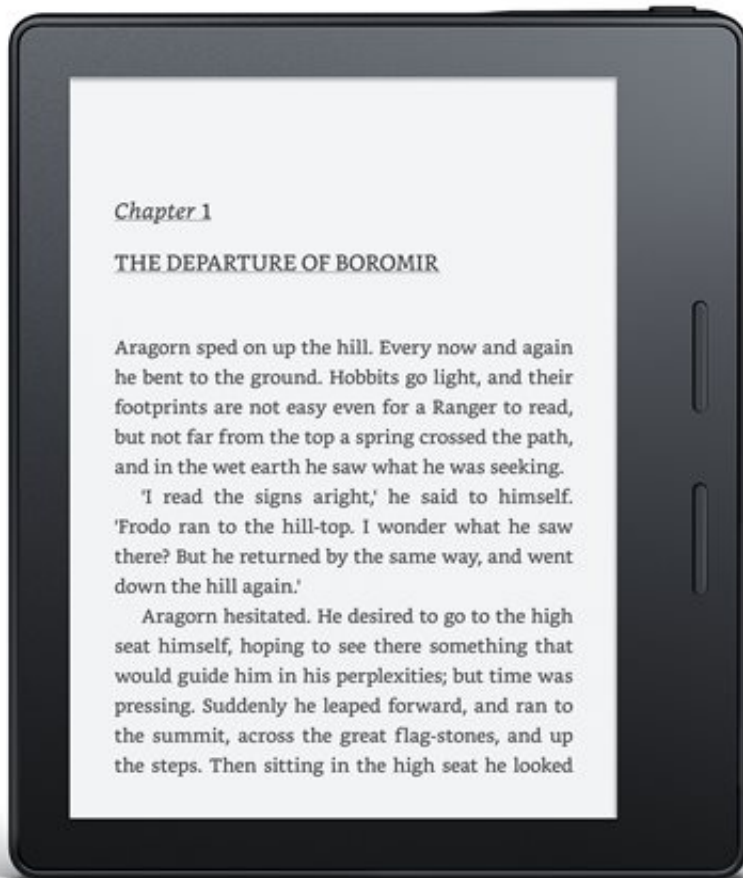 Chapter 1
THE DEPARTURE OF BOROMIR
Aragorn sped on up the hill. Every now and again
he bent to the ground. Hobbits go light, and their
footprints are not easy even for a Ranger to read,
but not far from the top a spring crossed the path,
and in the wet earth he saw what he was seeking.
'I read the signs aright,' he said to himself.
'Frodo ran to the hill-top. I wonder what he saw
there? But he returned by the same way, and went
down the hill again.'
Aragorn hesitated. He desired to go to the high
seat himself, hoping to see there something that
would guide him in his perplexities; but time was
pressing. Suddenly he leaped forward, and ran to
the summit, across the great flag-stones, and up
the steps. Then sitting in the high seat he looked